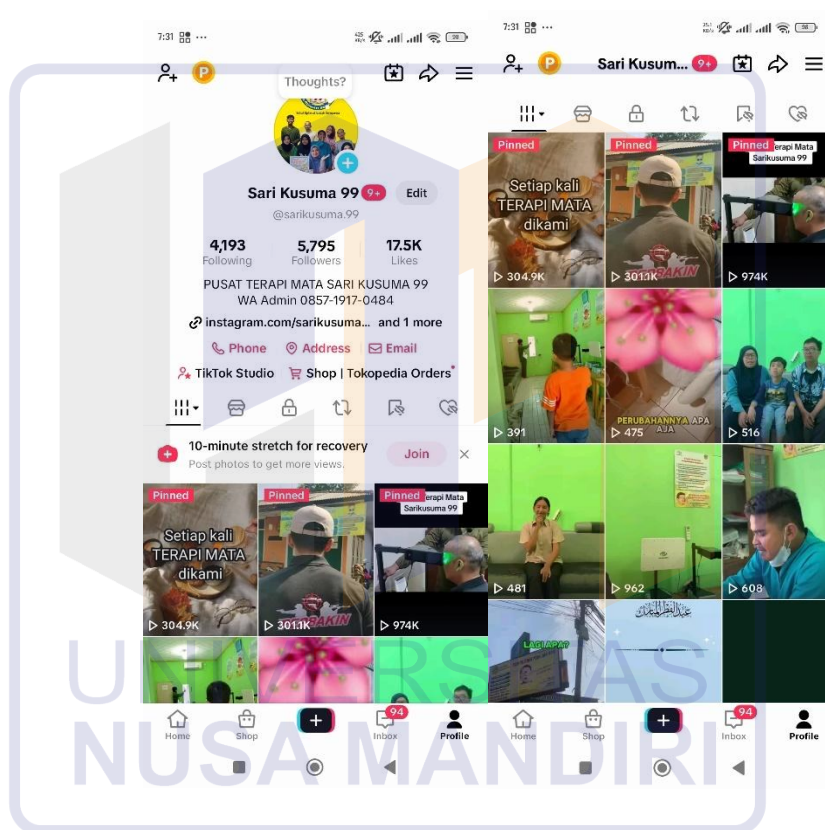 7:31
Thoughts?
Sari Kusuma 99 9+ Edit
@sarikusuma.99
4,193 5,795 17.5K
Following Followers Likes
PUSAT TERAPI MATA SARI KUSUMA 99
WA Admin 0857-1917-0484
instagram.com/sarikusuma... and 1 more
Phone Address Email
TikTok Studio Shop | Tokopedia Orders
10-minute stretch for recovery
Post photos to get more views.
Join
Pinned Pinned Pinned
erapi Mata
Sarikusuma 99
Setiap kali
TERAPI MATA
dikami
304.9K 301.1K 974K
Home Shop 94 Inbox Profile
7:31
Sari Kusum... 9+
Pinned Pinned Pinned
erapi Mata
Sarikusuma 99
Setiap kali
TERAPI MATA
dikami
304.9K 301.1K 974K
PERUBAHANNYA APA
AJA
391 475 516
481 962 608
LAGI APA?
Home Shop 94 Inbox Profile
UNIVERSITAS
NUSA MANDIRI